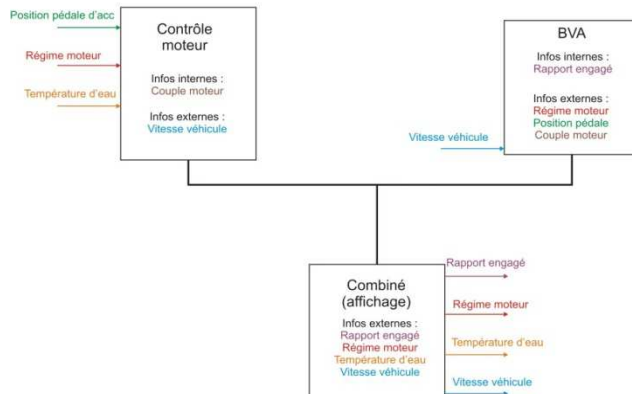 Position pédale d'acc
Régime moteur
Température d'eau
Contrôle
moteur
Infos internes :
Couple moteur
Infos externes :
Vitesse véhicule
BVA
Infos internes :
Rapport engagé
Infos externes :
Régime moteur
Position pédale
Couple moteur
Vitesse véhicule
Combiné
(affichage)
Infos externes :
Rapport engagé
Régime moteur
Température d'eau
Vitesse véhicule
Rapport engagé
Régime moteur
Température d'eau
Vitesse véhicule